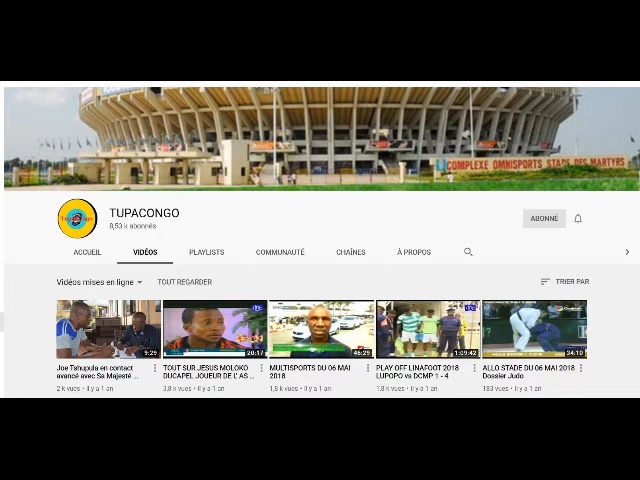 COMPLEXE OMNISPORTS STADE DES MARTYRS
TUPACONGO
8,53 k abonnés
ABONNÉ
ACCUEIL VIDÉOS PLAYLISTS COMMUNAUTÉ CHAÎNES À PROPOS
Vidéos mises en ligne TOUT REGARDER TRIER PAR
9:29 20:17 46:29 1:09:42 34:10
Joe Tshupula en contact avancé avec Sa Majesté ...
2 k vues • il y a 1 an
TOUT SUR JESUS MOLOKO DUCAPEL JOUEUR DE L' AS ...
3,8 k vues • il y a 1 an
MULTISPORTS DU 06 MAI 2018
1,8 k vues • il y a 1 an
PLAY OFF LINAFOOT 2018 LUPOPO vs DCMP 1 - 4
1,8 k vues • il y a 1 an
ALLO STADE DU 06 MAI 2018 Dossier Judo
183 vues • il y a 1 an